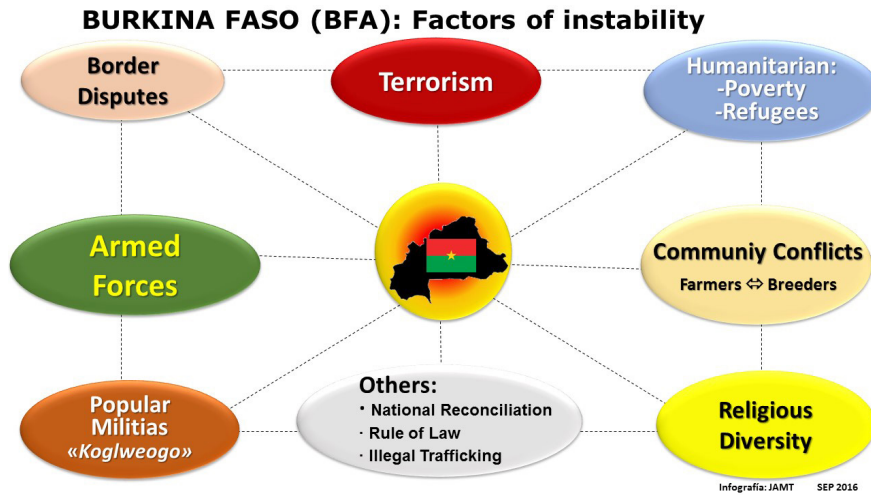 BURKINA FASO (BFA): Factors of instability
Border
Disputes
Terrorism
Humanitarian:
-Poverty
-Refugees
Armed
Forces
Communiy Conflicts
Farmers ⇔ Breeders
Popular
Militias
«Koglweogo»
Others:
• National Reconciliation
· Rule of Law
· Illegal Trafficking
Religious
Diversity
Infografía: JAMT SEP 2016